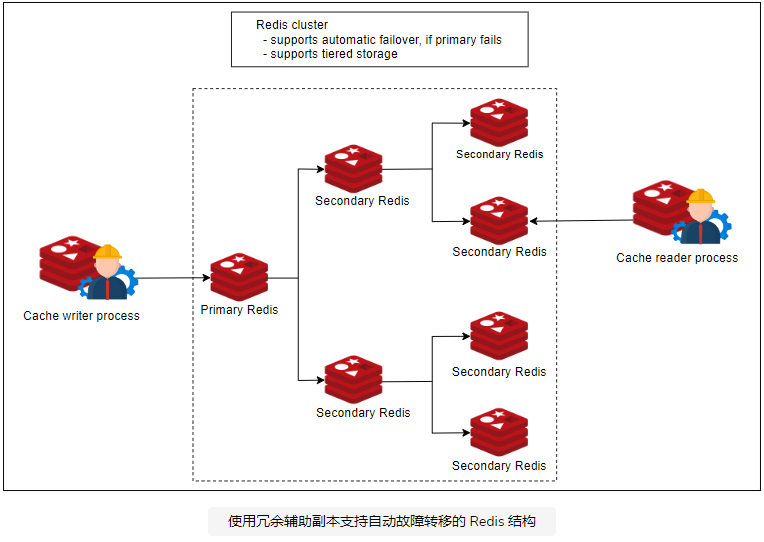 Redis cluster
- supports automatic failover, if primary fails
- supports tiered storage
Secondary Redis
Secondary Redis
Secondary Redis
Cache reader process
Primary Redis
Cache writer process
Secondary Redis
Secondary Redis
Secondary Redis
使用冗余辅助副本支持自动故障转移的 Redis 结构